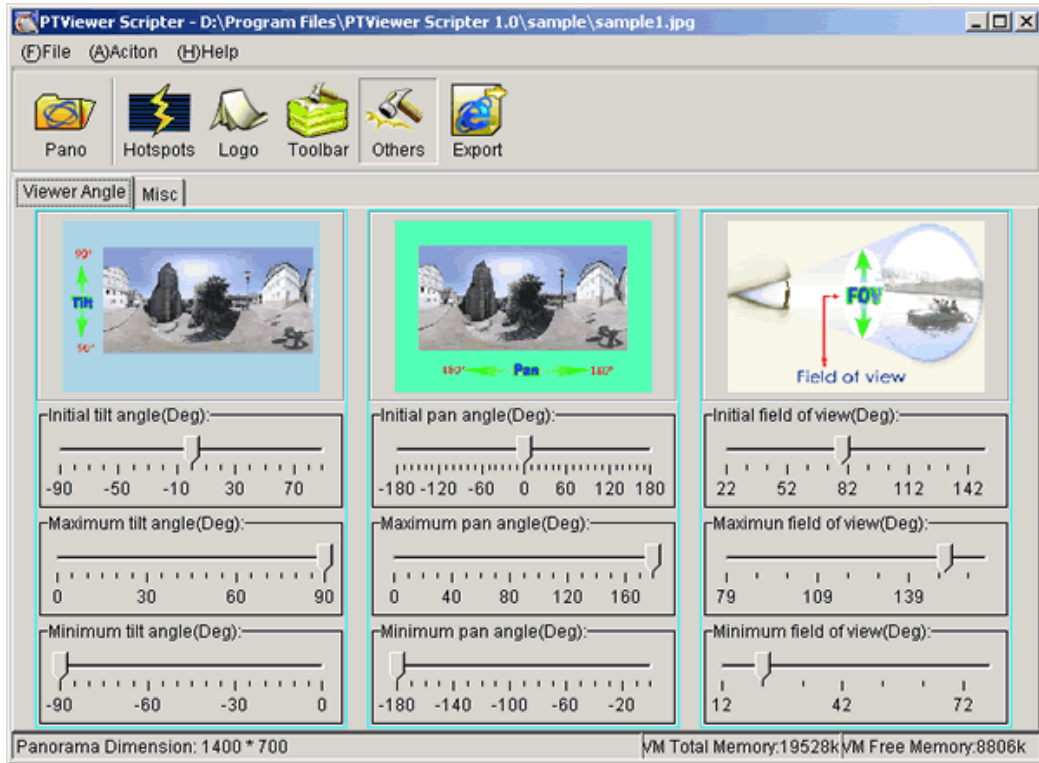 PTViewer Scripter - D:\Program Files\PTViewer Scripter 1.0\sample\sample1.jpg
(F)File (A)Aciton (H)Help
Pano Hotspots Logo Toolbar Others Export
Viewer Angle Misc
90°
Tilt
90°
180° Pan 180°
FOV
Field of view
Initial tilt angle(Deg):
-90 -50 -10 30 70
Initial pan angle(Deg):
-180 -120 -60 0 60 120 180
Initial field of view(Deg):
22 52 82 112 142
Maximum tilt angle(Deg):
0 30 60 90
Maximum pan angle(Deg):
0 40 80 120 160
Maximun field of view(Deg):
79 109 139
Minimum tilt angle(Deg):
-90 -60 -30 0
Minimum pan angle(Deg):
-180 -140 -100 -60 -20
Minimum field of view(Deg):
12 42 72
Panorama Dimension: 1400 * 700
VM Total Memory:19528k VM Free Memory:8806k